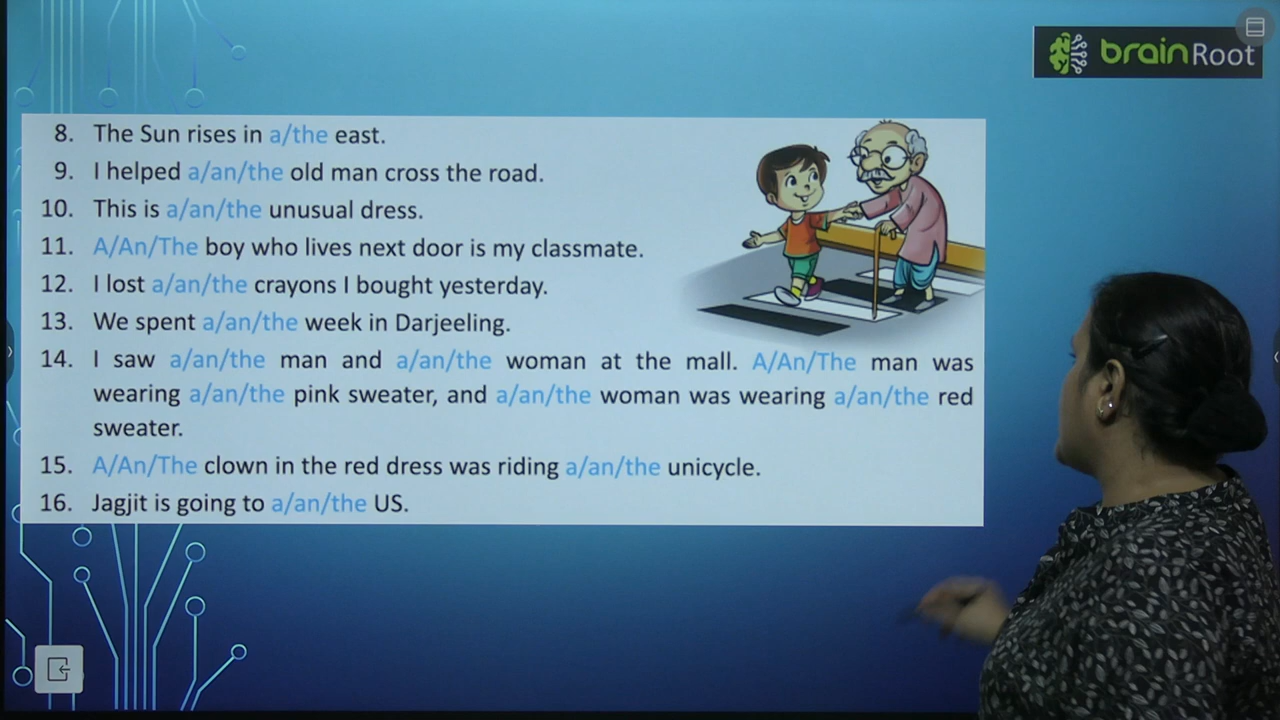 brainRoot
8. The Sun rises in a/the east.
9. I helped a/an/the old man cross the road.
10. This is a/an/the unusual dress.
11. A/An/The boy who lives next door is my classmate.
12. I lost a/an/the crayons I bought yesterday.
13. We spent a/an/the week in Darjeeling.
14. I saw a/an/the man and a/an/the woman at the mall. A/An/The man was
wearing a/an/the pink sweater, and a/an/the woman was wearing a/an/the red
sweater.
15. A/An/The clown in the red dress was riding a/an/the unicycle.
16. Jagjit is going to a/an/the US.